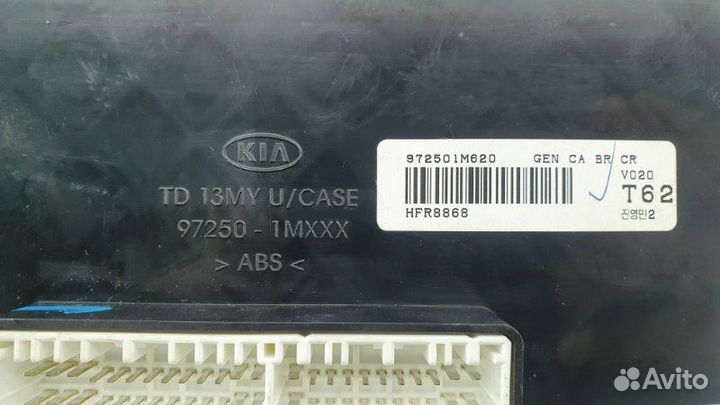 KIA
TD 13MY U/CASE
97250 - 1MXXX
> ABS <
972501M620 GEN CA BR CR
V020
T62
HFR8868
진영민2
Avito